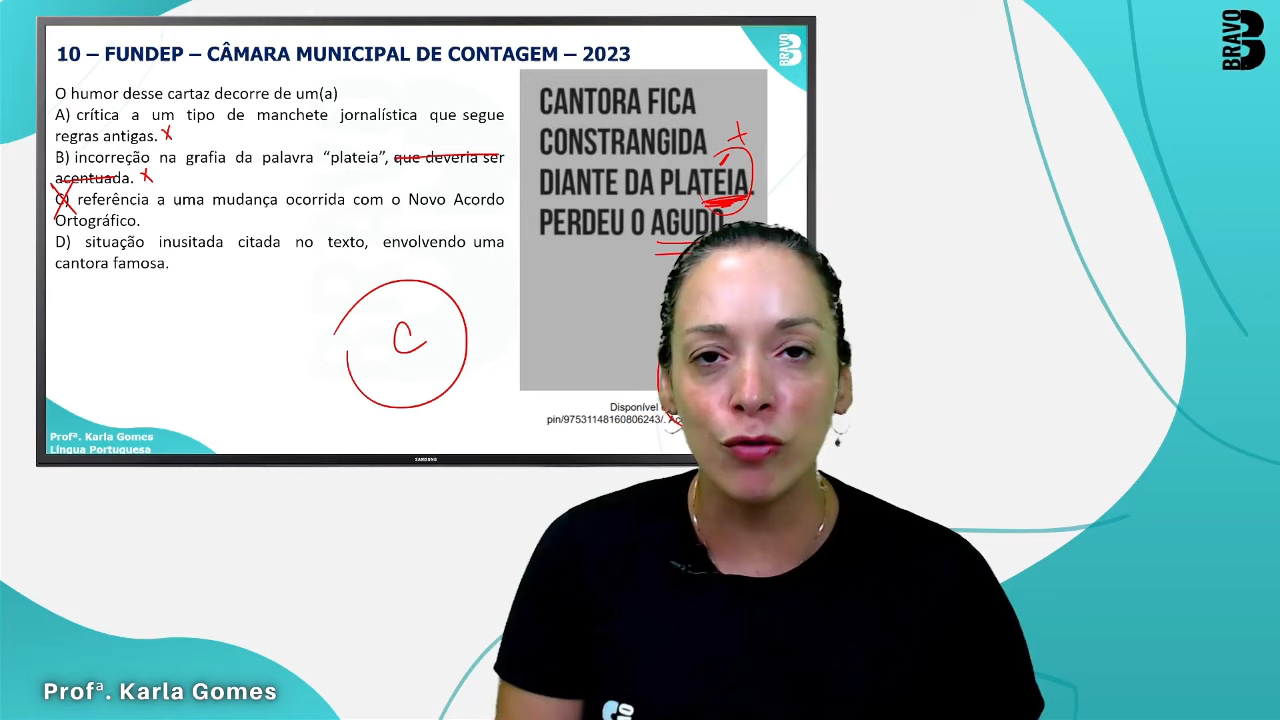 10 – FUNDEP – CÂMARA MUNICIPAL DE CONTAGEM – 2023
O humor desse cartaz decorre de um(a)
A) crítica a um tipo de manchete jornalística que segue
regras antigas. x
B) incorreção na grafia da palavra “plateia”, que deveria ser
acentuada. x
C) referência a uma mudança ocorrida com o Novo Acordo
Ortográfico.
D) situação inusitada citada no texto, envolvendo uma
cantora famosa.
C
CANTORA FICA
CONSTRANGIDA
DIANTE DA PLATEIA.
PERDEU O AGUDO
Disponível
pin/97531148160806243/.
Profª. Karla Gomes
Língua Portuguesa
SAMSUNG
BRAVO
Profª. Karla Gomes